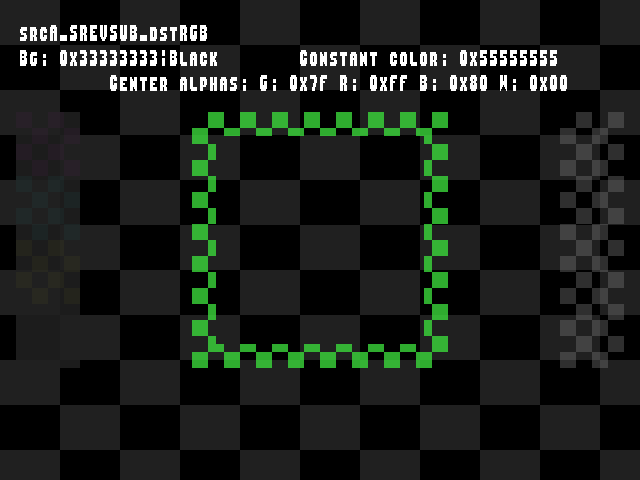 srcA_SREVSUB_dstRGB
Bg: 0x33333333¦Black Constant color: 0x55555555
Center alphas: G: 0x7f R: 0xff B: 0x80 W: 0x00